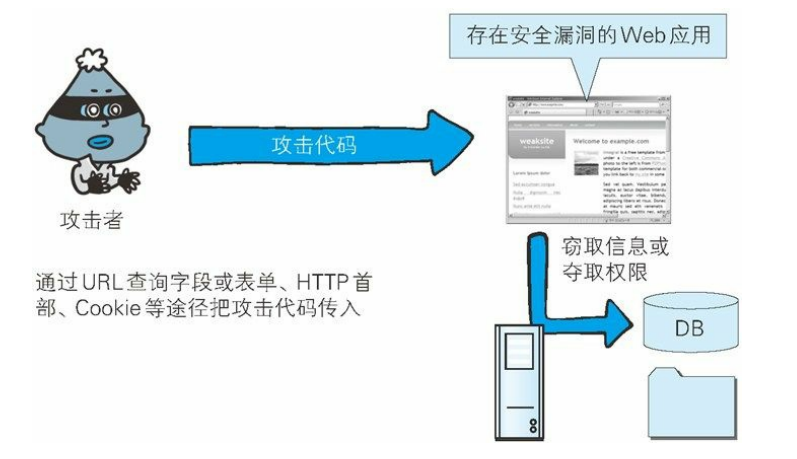 存在安全漏洞的Web应用
攻击代码
weaksite
Welcome to example.com
攻击者
窃取信息或
夺取权限
通过URL查询字段或表单、HTTP首
部、Cookie等途径把攻击代码传入
DB